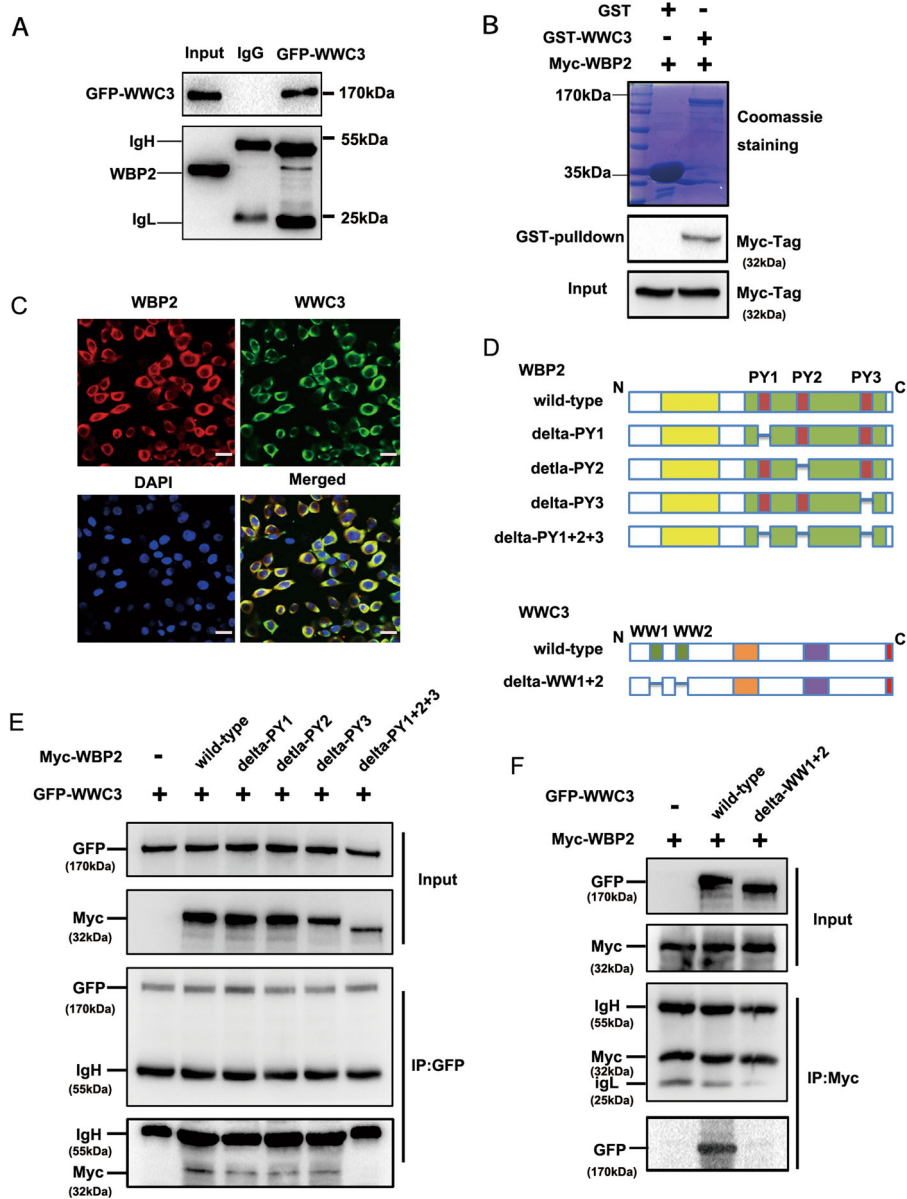 A
Input IgG GFP-WWC3
GFP-WWC3
170kDa
IgH
55kDa
WBP2
IgL
25kDa
B
GST + -
GST-WWC3 - +
Myc-WBP2 + +
170kDa
Coomassie
staining
35kDa
GST-pulldown
Myc-Tag
(32kDa)
Input
Myc-Tag
(32kDa)
C
WBP2 WWC3
DAPI Merged
D
WBP2
N PY1 PY2 PY3 C
wild-type
delta-PY1
detla-PY2
delta-PY3
delta-PY1+2+3
WWC3
N WW1 WW2 C
wild-type
delta-WW1+2
E
Myc-WBP2 - wild-type delta-PY1 detla-PY2 delta-PY3 delta-PY1+2+3
GFP-WWC3 + + + + + +
GFP
(170kDa)
Input
Myc
(32kDa)
GFP
(170kDa)
IP:GFP
IgH
(55kDa)
IgH
(55kDa)
Myc
(32kDa)
F
GFP-WWC3 - wild-type delta-WW1+2
Myc-WBP2 + + +
GFP
(170kDa)
Input
Myc
(32kDa)
IgH
(55kDa)
Myc
(32kDa)
IP:Myc
igL
(25kDa)
GFP
(170kDa)